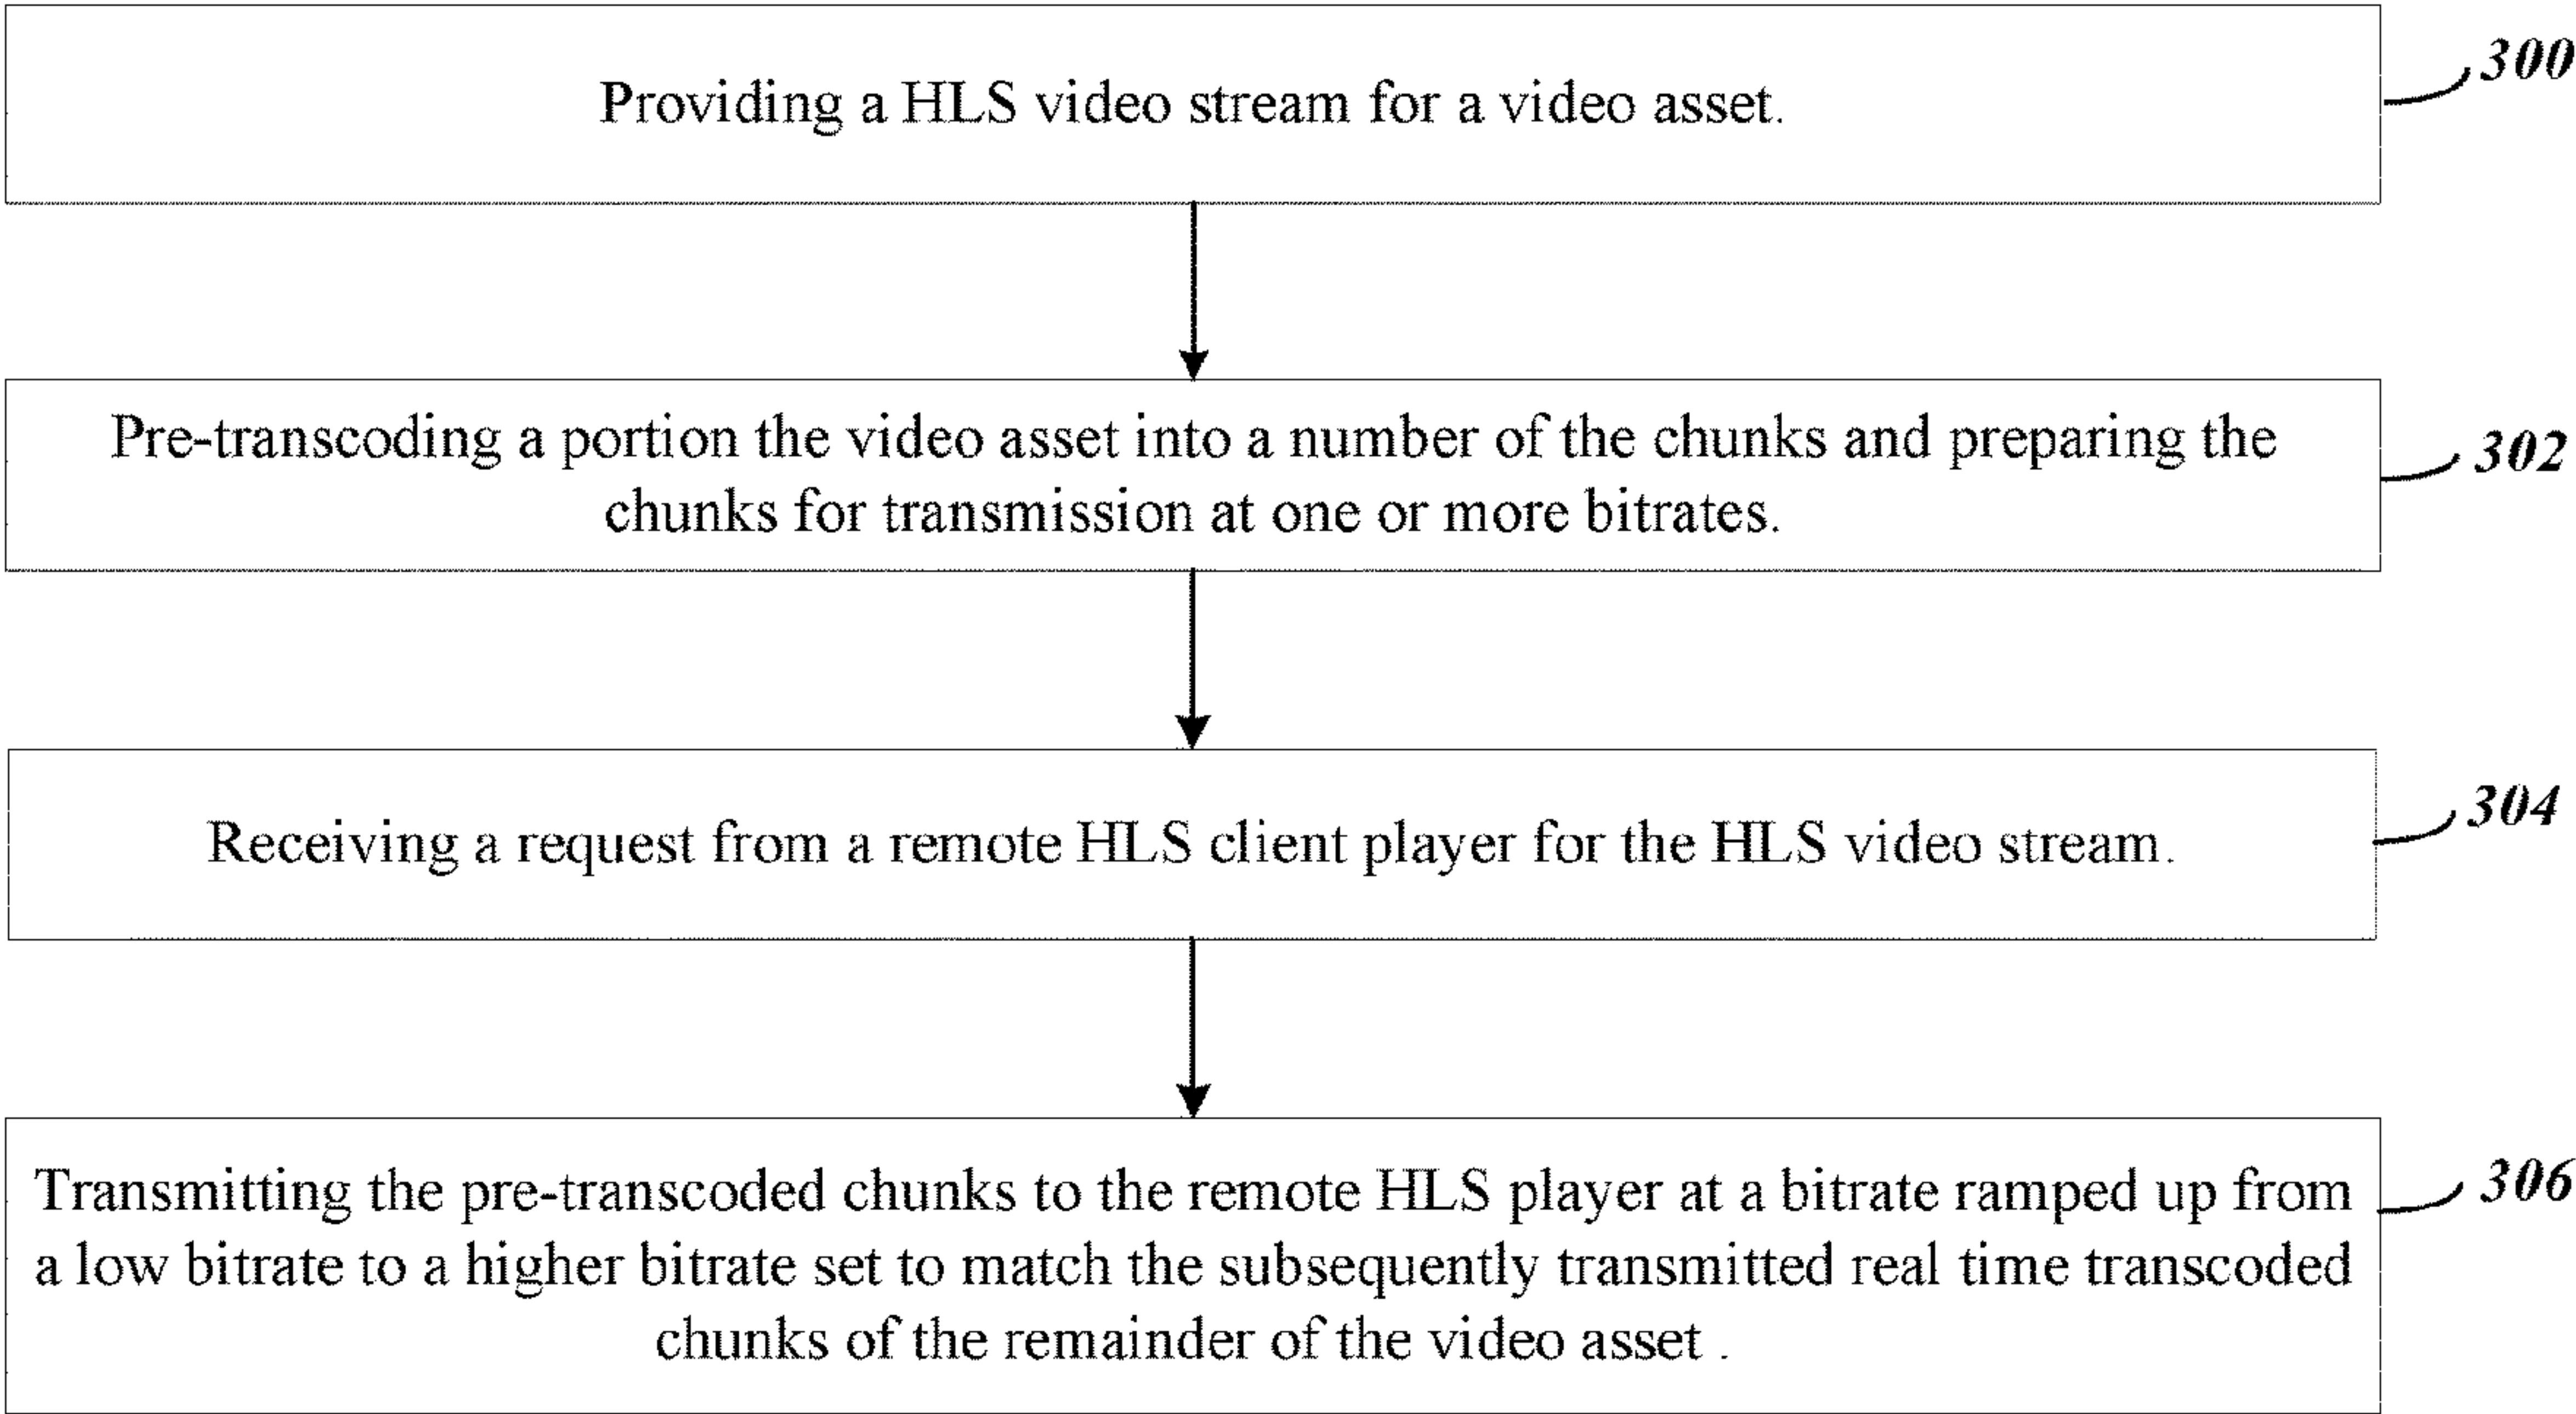 Providing a HLS video stream for a video asset.
300
Pre-transcoding a portion the video asset into a number of the chunks and preparing the
chunks for transmission at one or more bitrates.
302
Receiving a request from a remote HLS client player for the HLS video stream.
304
Transmitting the pre-transcoded chunks to the remote HLS player at a bitrate ramped up from
a low bitrate to a higher bitrate set to match the subsequently transmitted real time transcoded
chunks of the remainder of the video asset .
306